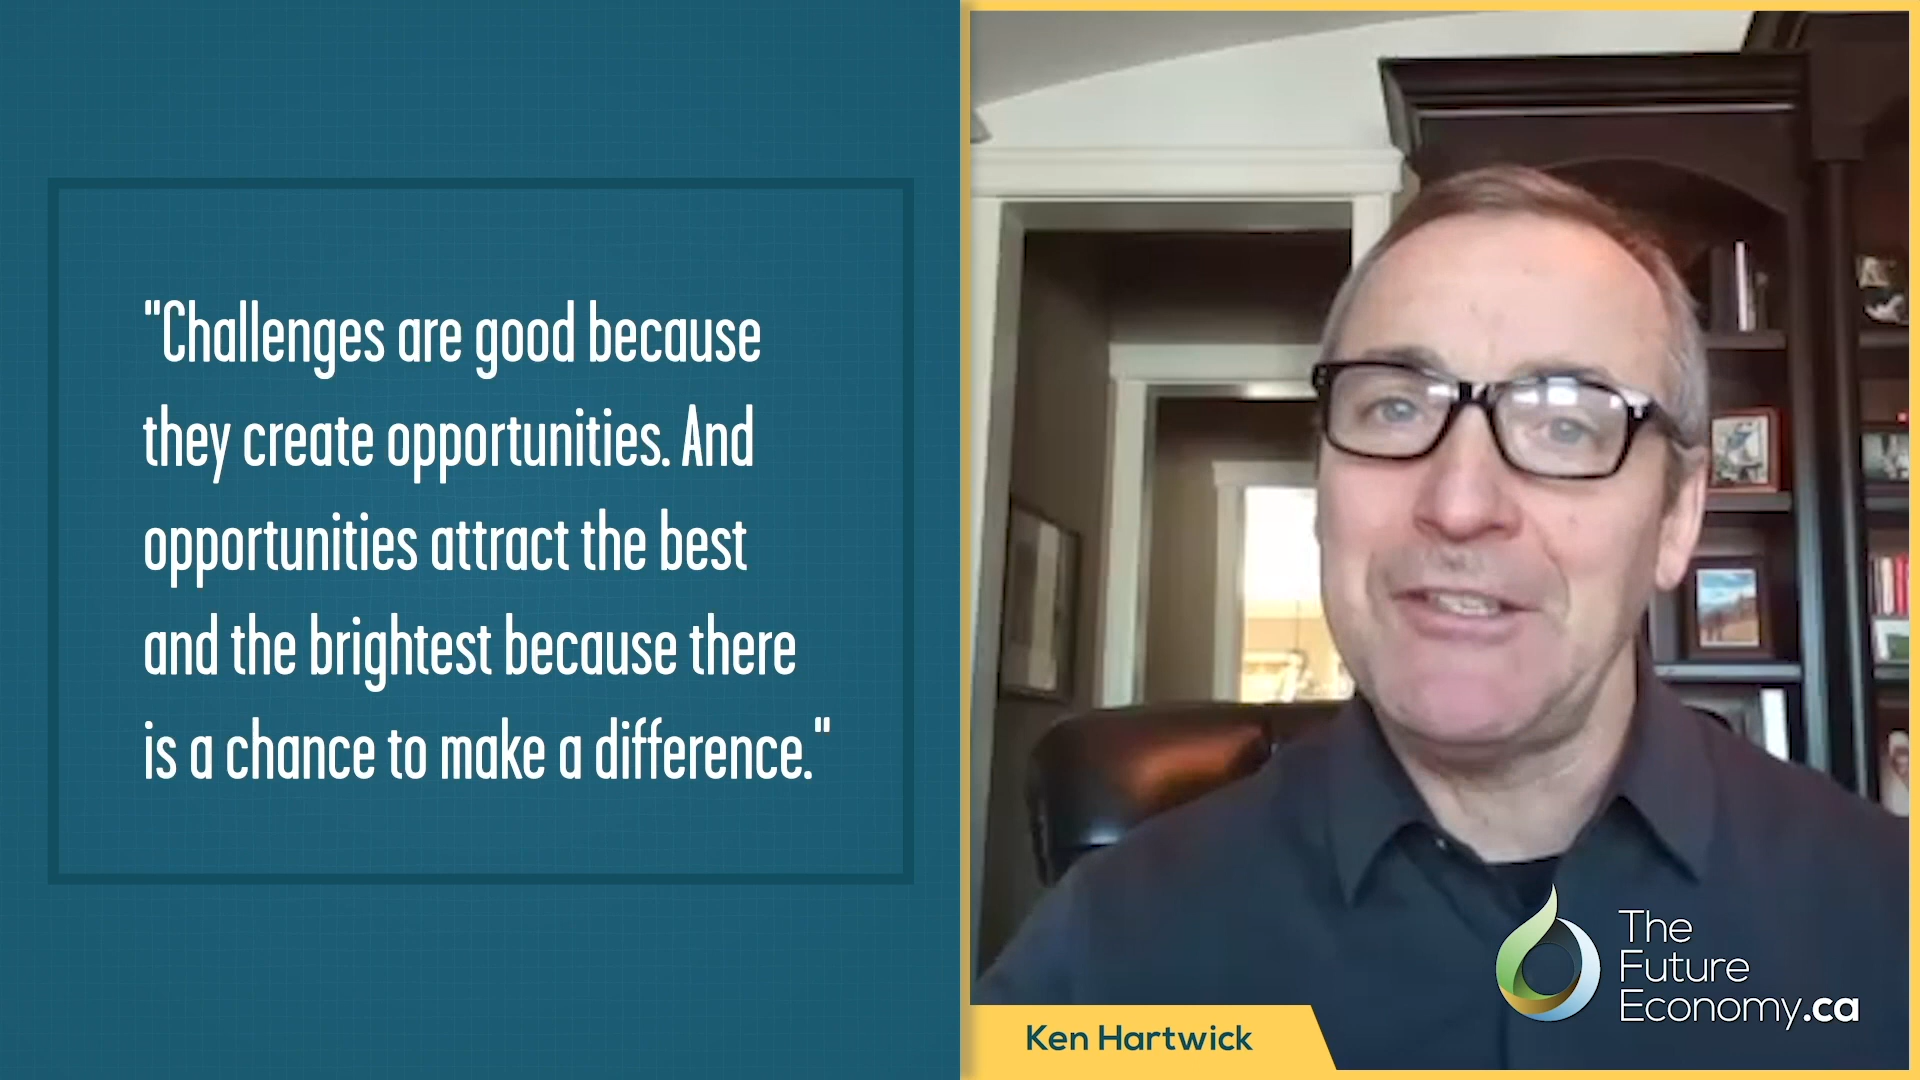 "Challenges are good because
they create opportunities. And
opportunities attract the best
and the brightest because there
is a chance to make a difference."
The
Future
Economy.ca
Ken Hartwick